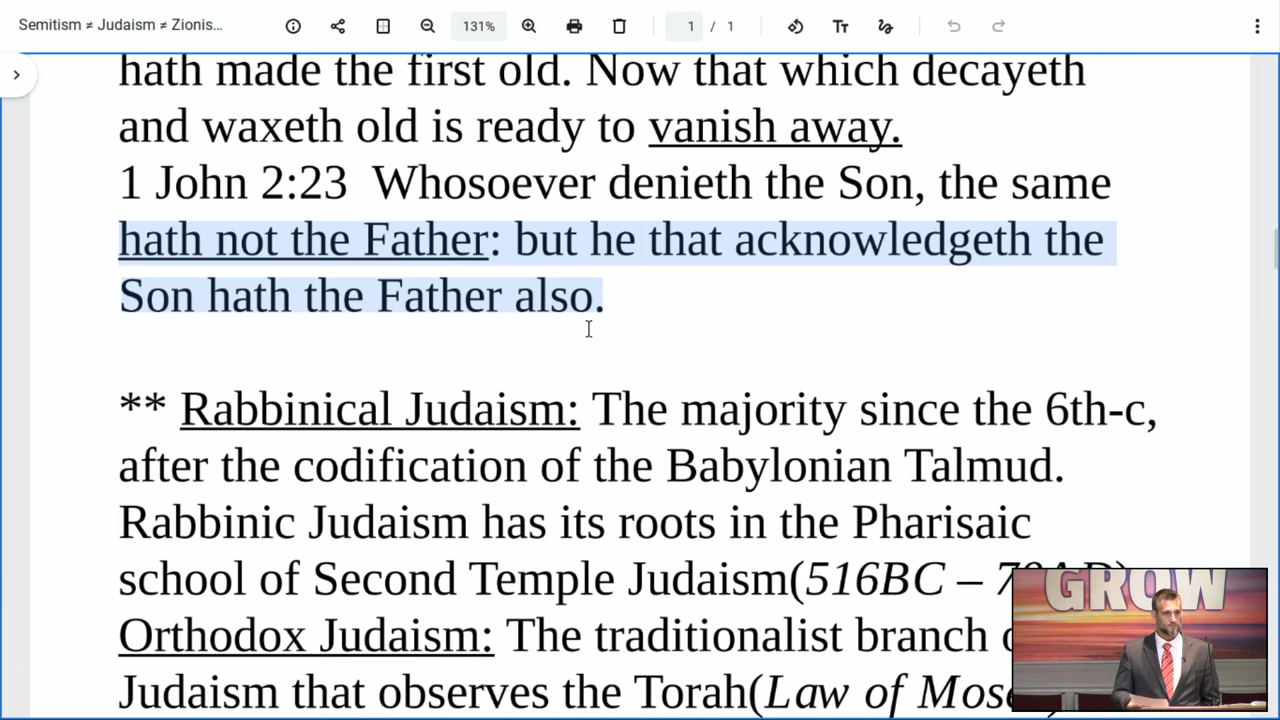 Semitism ≠ Judaism ≠ Zionis...
131%
1 / 1
hath made the first old. Now that which decayeth
and waxeth old is ready to vanish away.
1 John 2:23  Whosoever denieth the Son, the same
hath not the Father: but he that acknowledgeth the
Son hath the Father also.
** Rabbinical Judaism: The majority since the 6th-c,
after the codification of the Babylonian Talmud.
Rabbinic Judaism has its roots in the Pharisaic
school of Second Temple Judaism(516BC – 70AD)
Orthodox Judaism: The traditionalist branch
Judaism that observes the Torah(Law of
GROW